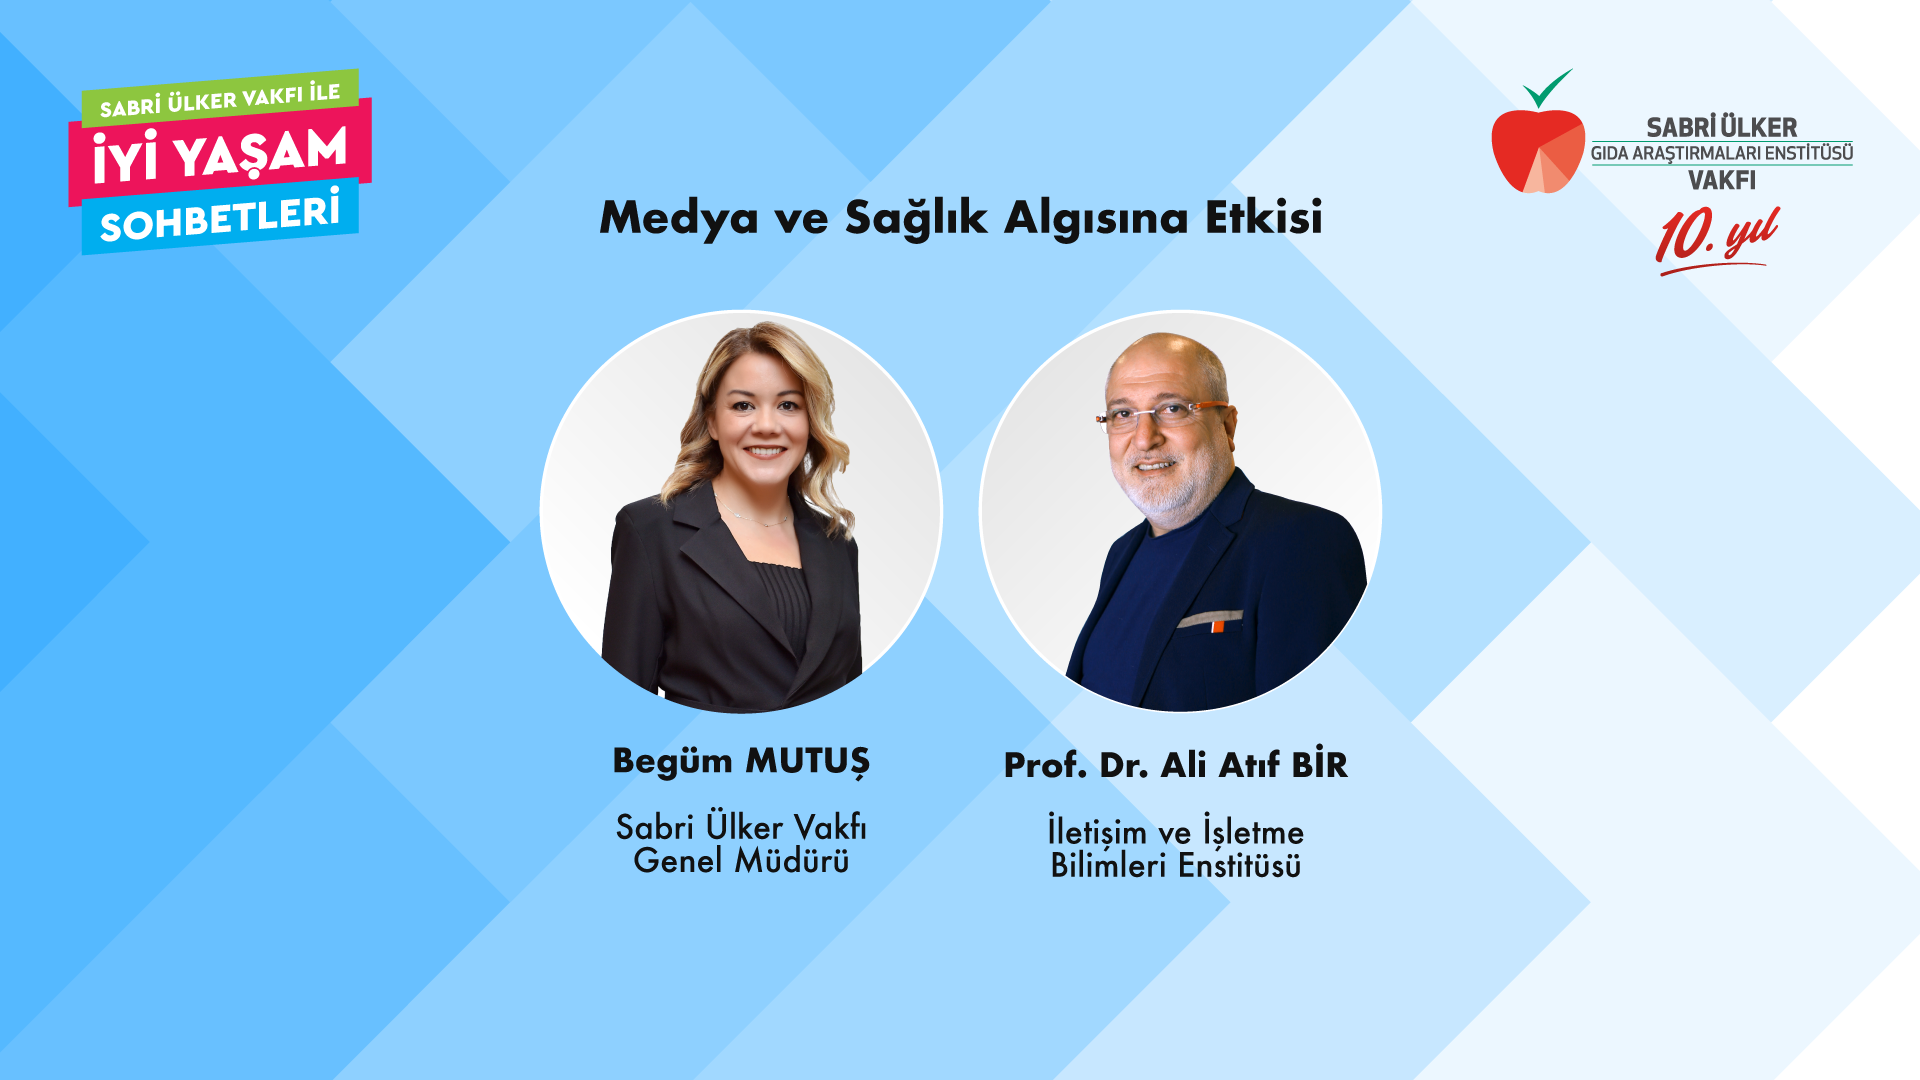 SABRİ ÜLKER VAKFI İLE
İYİ YAŞAM
SOHBETLERİ
SABRİ ÜLKER
GIDA ARAŞTIRMALARI ENSTİTÜSÜ
VAKFI
10. yıl
Medya ve Sağlık Algısına Etkisi
Begüm MUTUŞ
Sabri Ülker Vakfı
Genel Müdürü
Prof. Dr. Ali Atıf BİR
İletişim ve İşletme
Bilimleri Enstitüsü